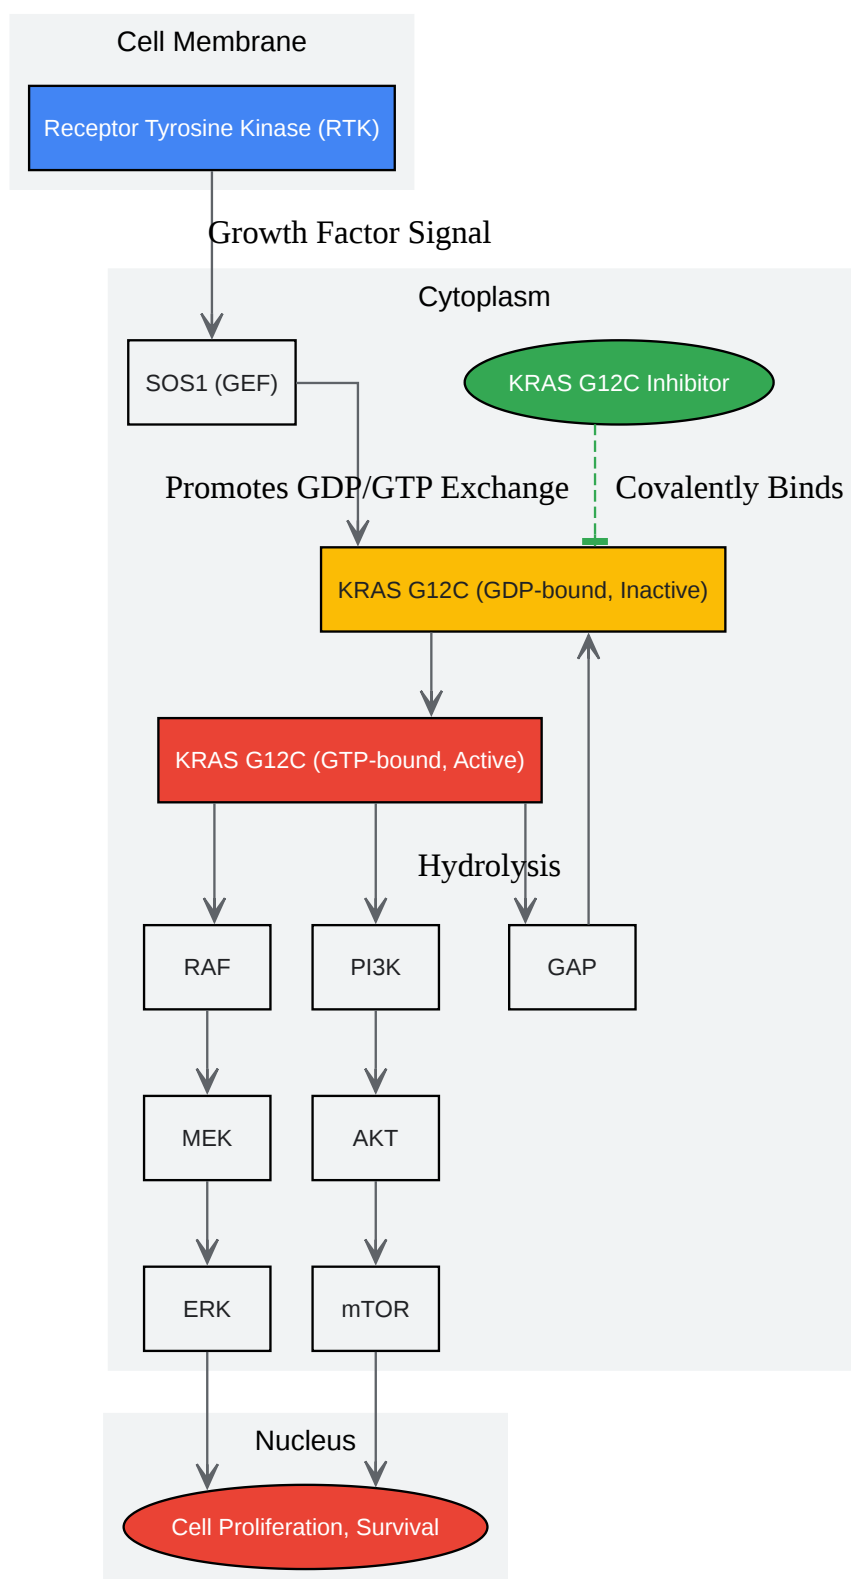 Cell Membrane
Receptor Tyrosine Kinase (RTK)
Growth Factor Signal
Cytoplasm
SOS1 (GEF)
KRAS G12C Inhibitor
Promotes GDP/GTP Exchange
Covalently Binds
KRAS G12C (GDP-bound, Inactive)
KRAS G12C (GTP-bound, Active)
Hydrolysis
RAF
PI3K
GAP
MEK
AKT
ERK
mTOR
Nucleus
Cell Proliferation, Survival